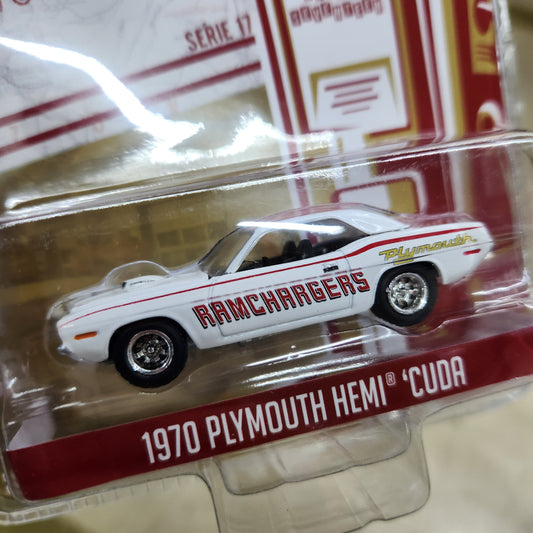 SERIE 17
Plymouth
RAMCHARGERS
1970 PLYMOUTH HEMI® 'CUDA